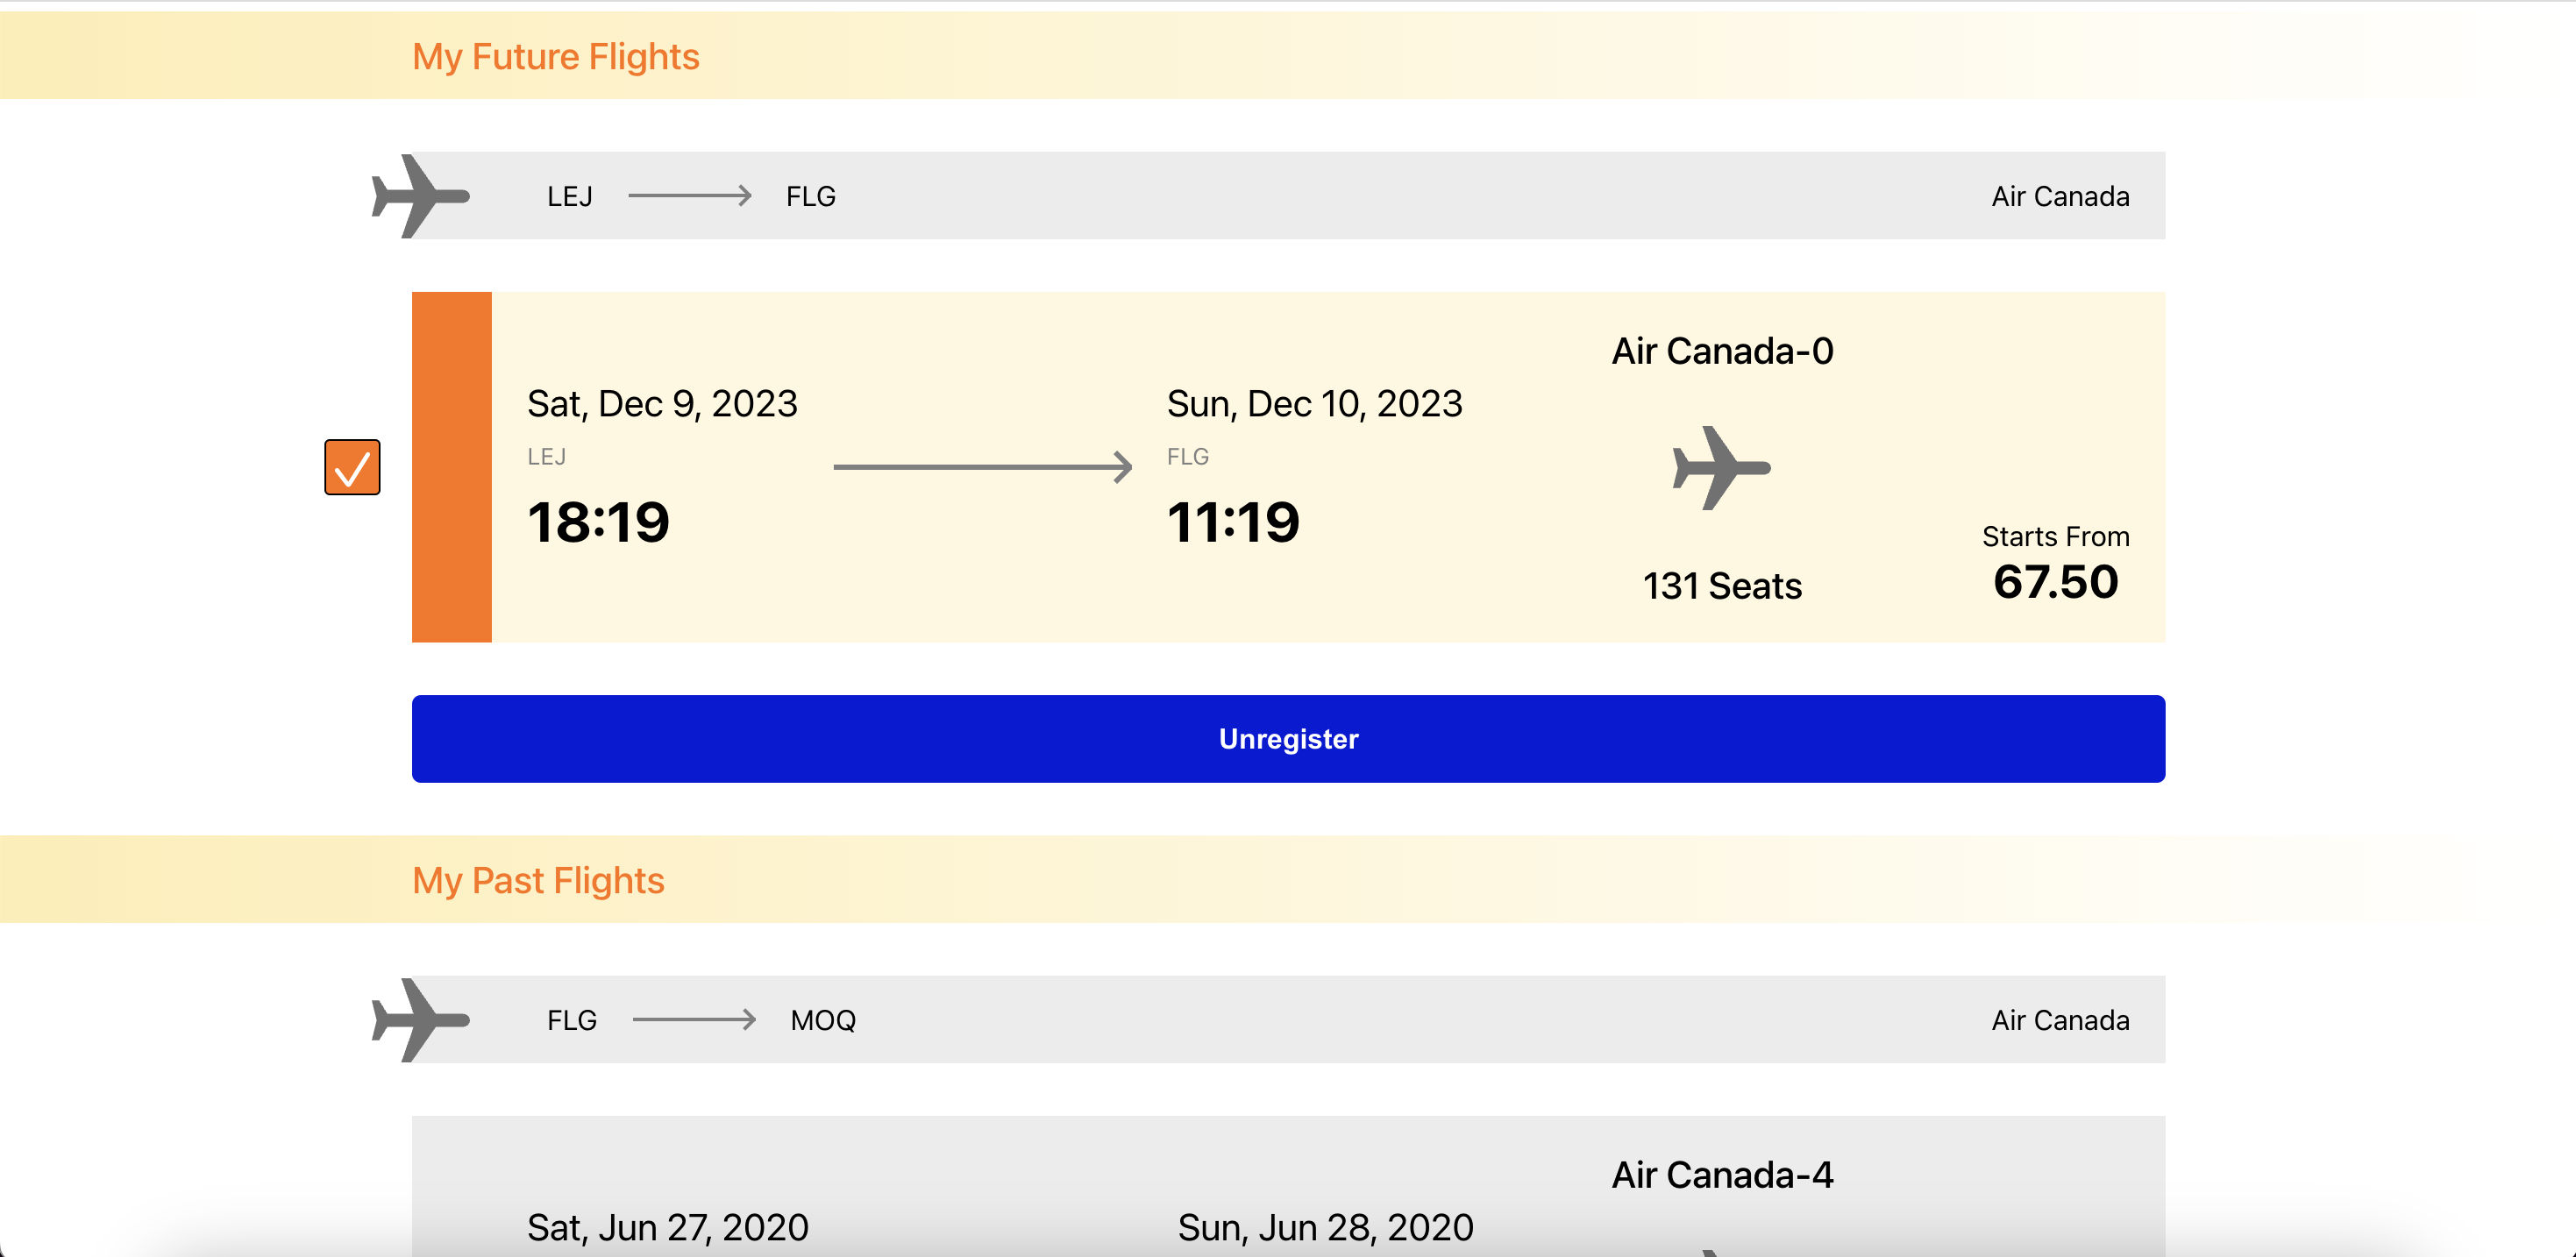 My Future Flights
LEJ FLG Air Canada
Air Canada-0
Sat, Dec 9, 2023 Sun, Dec 10, 2023
LEJ FLG
18:19 11:19
Starts From
131 Seats 67.50
Unregister
My Past Flights
FLG MOQ Air Canada
Air Canada-4
Sat, Jun 27, 2020 Sun, Jun 28, 2020